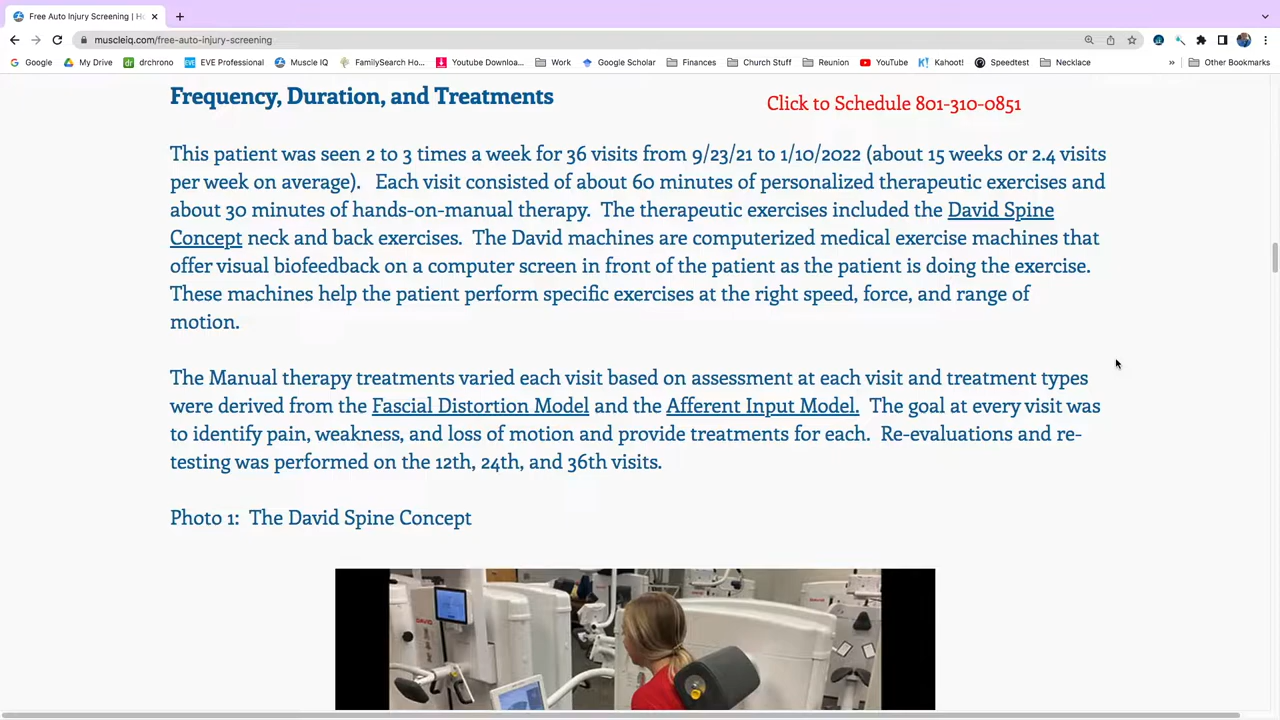 Free Auto Injury Screening | H
muscleiq.com/free-auto-injury-screening
Google
My Drive
drchrono
EVE Professional
Muscle IQ
FamilySearch Ho...
Youtube Downloa...
Work
Google Scholar
Finances
Church Stuff
Reunion
YouTube
Kahoot!
Speedtest
Necklace
»
Other Bookmarks
Frequency, Duration, and Treatments
Click to Schedule 801-310-0851
This patient was seen 2 to 3 times a week for 36 visits from 9/23/21 to 1/10/2022 (about 15 weeks or 2.4 visits
per week on average). Each visit consisted of about 60 minutes of personalized therapeutic exercises and
about 30 minutes of hands-on-manual therapy. The therapeutic exercises included the David Spine
Concept neck and back exercises. The David machines are computerized medical exercise machines that
offer visual biofeedback on a computer screen in front of the patient as the patient is doing the exercise.
These machines help the patient perform specific exercises at the right speed, force, and range of
motion.
The Manual therapy treatments varied each visit based on assessment at each visit and treatment types
were derived from the Fascial Distortion Model and the Afferent Input Model. The goal at every visit was
to identify pain, weakness, and loss of motion and provide treatments for each. Re-evaluations and re-
testing was performed on the 12th, 24th, and 36th visits.
Photo 1: The David Spine Concept
DAVID